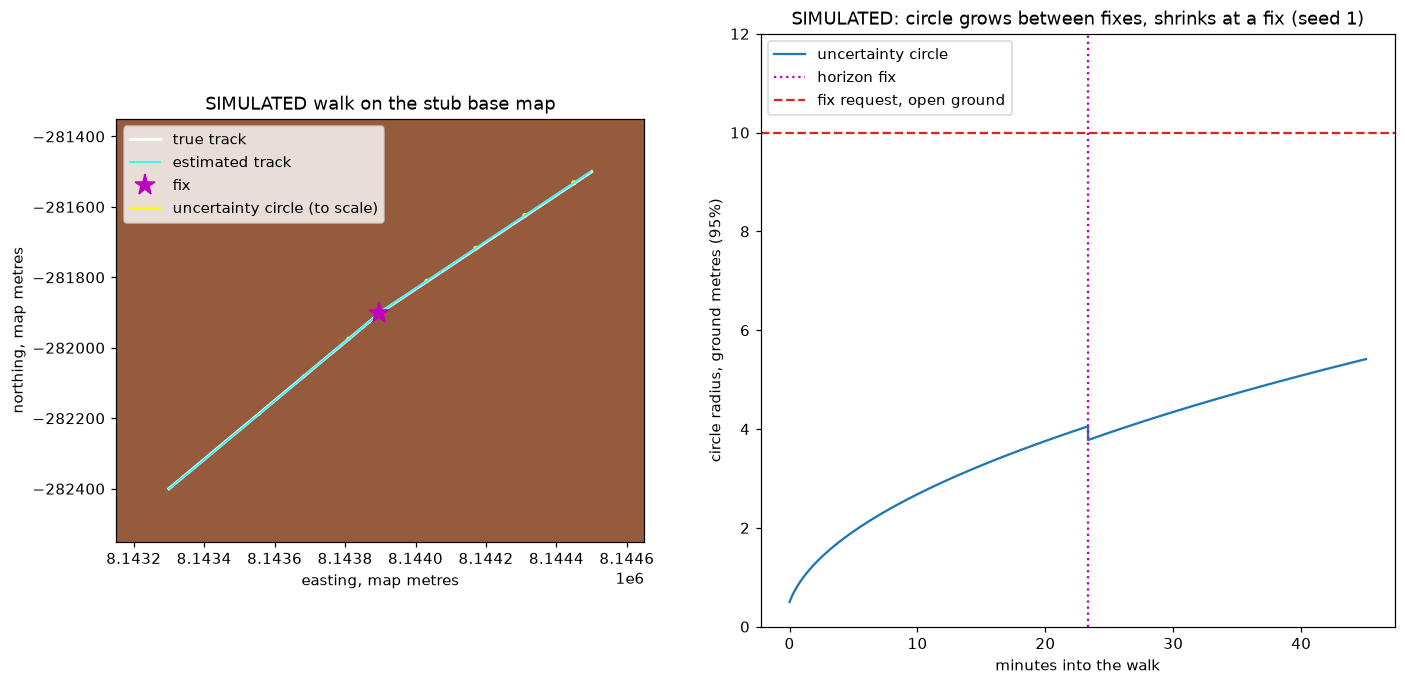 SIMULATED walk on the stub base map
true track
estimated track
fix
uncertainty circle (to scale)
−281400
−281600
−281800
−282000
−282200
−282400
northing, map metres
8.1432 8.1434 8.1436 8.1438 8.1440 8.1442 8.1444 8.1446
1e6
easting, map metres
SIMULATED: circle grows between fixes, shrinks at a fix (seed 1)
uncertainty circle
horizon fix
fix request, open ground
12
10
8
6
4
2
0
circle radius, ground metres (95%)
0 10 20 30 40
minutes into the walk